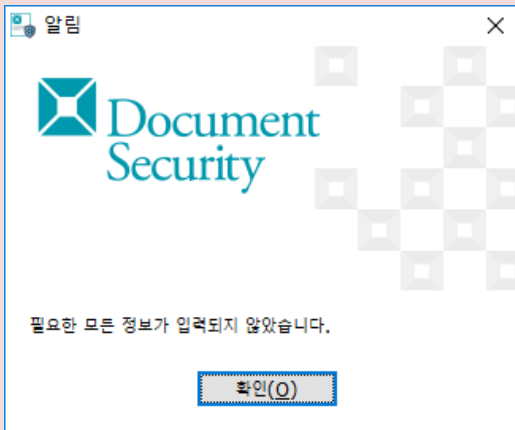 알림
Document
Security
필요한 모든 정보가 입력되지 않았습니다.
확인(O)